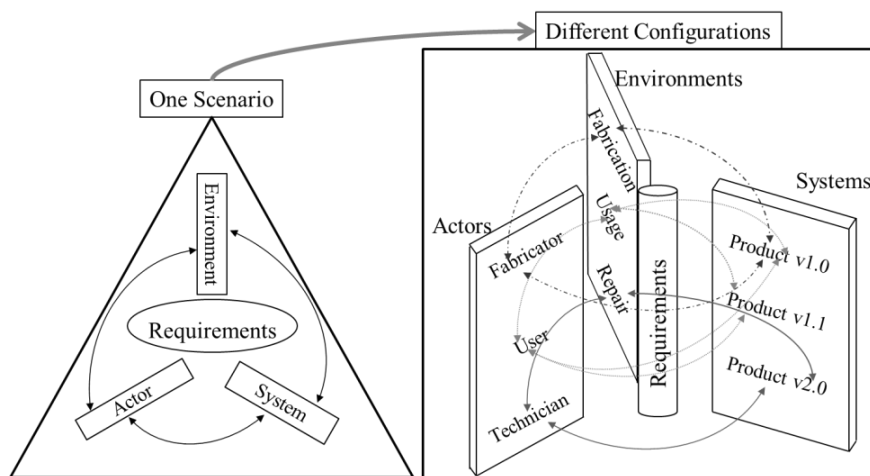 Different Configurations
One Scenario
Environment
Requirements
Actor
System
Environments
Fabrication
Usage
Repair
Actors
Fabricator
User
Technician
Requirements
Systems
Product v1.0
Product v1.1
Product v2.0